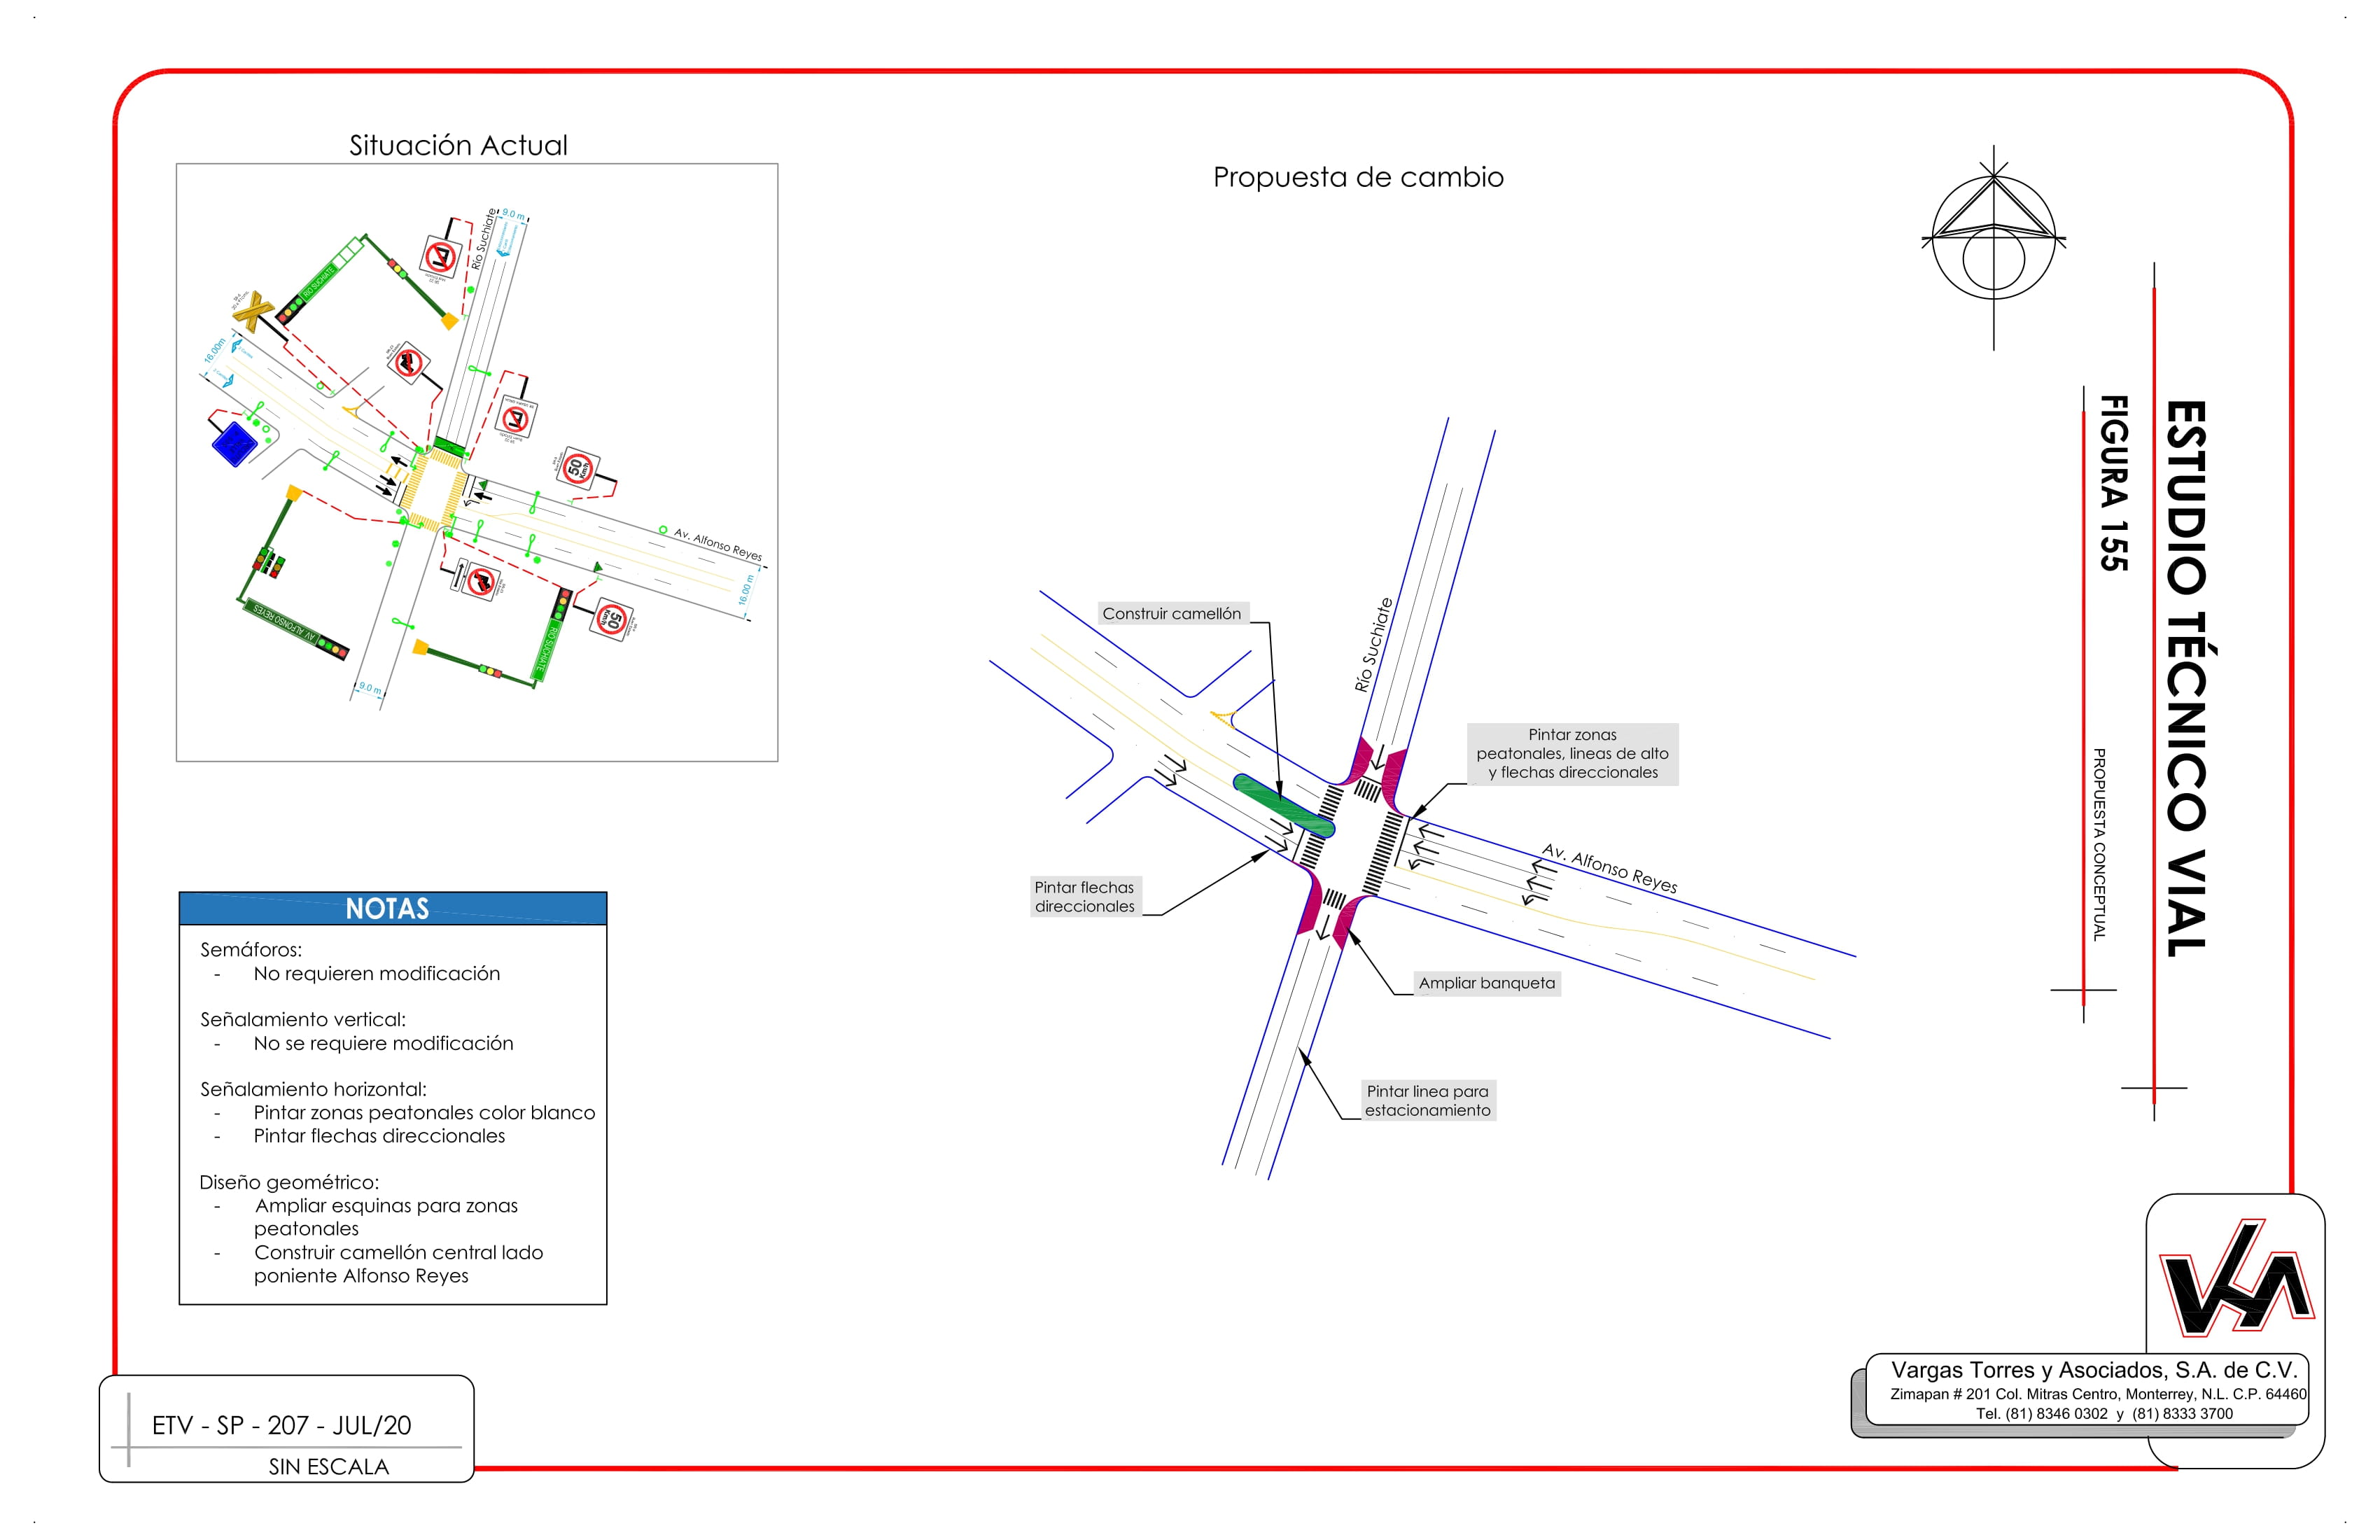 Situación Actual
Río Suchiate
9.0 m
RIO SUCHIATE
16.00m
50
Km/h
Av. Alfonso Reyes
16.00 m
50
Km/h
RIO SUCHIATE
AV. ALFONSO REYES
9.0 m
Propuesta de cambio
Construir camellón
Río Suchiate
Pintar zonas
peatonales, lineas de alto
y flechas direccionales
Av. Alfonso Reyes
Pintar flechas
direccionales
Ampliar banqueta
Pintar linea para
estacionamiento
NOTAS
Semáforos:
- No requieren modificación
Señalamiento vertical:
- No se requiere modificación
Señalamiento horizontal:
- Pintar zonas peatonales color blanco
- Pintar flechas direccionales
Diseño geométrico:
- Ampliar esquinas para zonas
peatonales
- Construir camellón central lado
poniente Alfonso Reyes
ESTUDIO TÉCNICO VIAL
FIGURA 155
PROPUESTA CONCEPTUAL
ETV - SP - 207 - JUL/20
SIN ESCALA
Vargas Torres y Asociados, S.A. de C.V.
Zimapan # 201 Col. Mitras Centro, Monterrey, N.L. C.P. 64460
Tel. (81) 8346 0302 y (81) 8333 3700